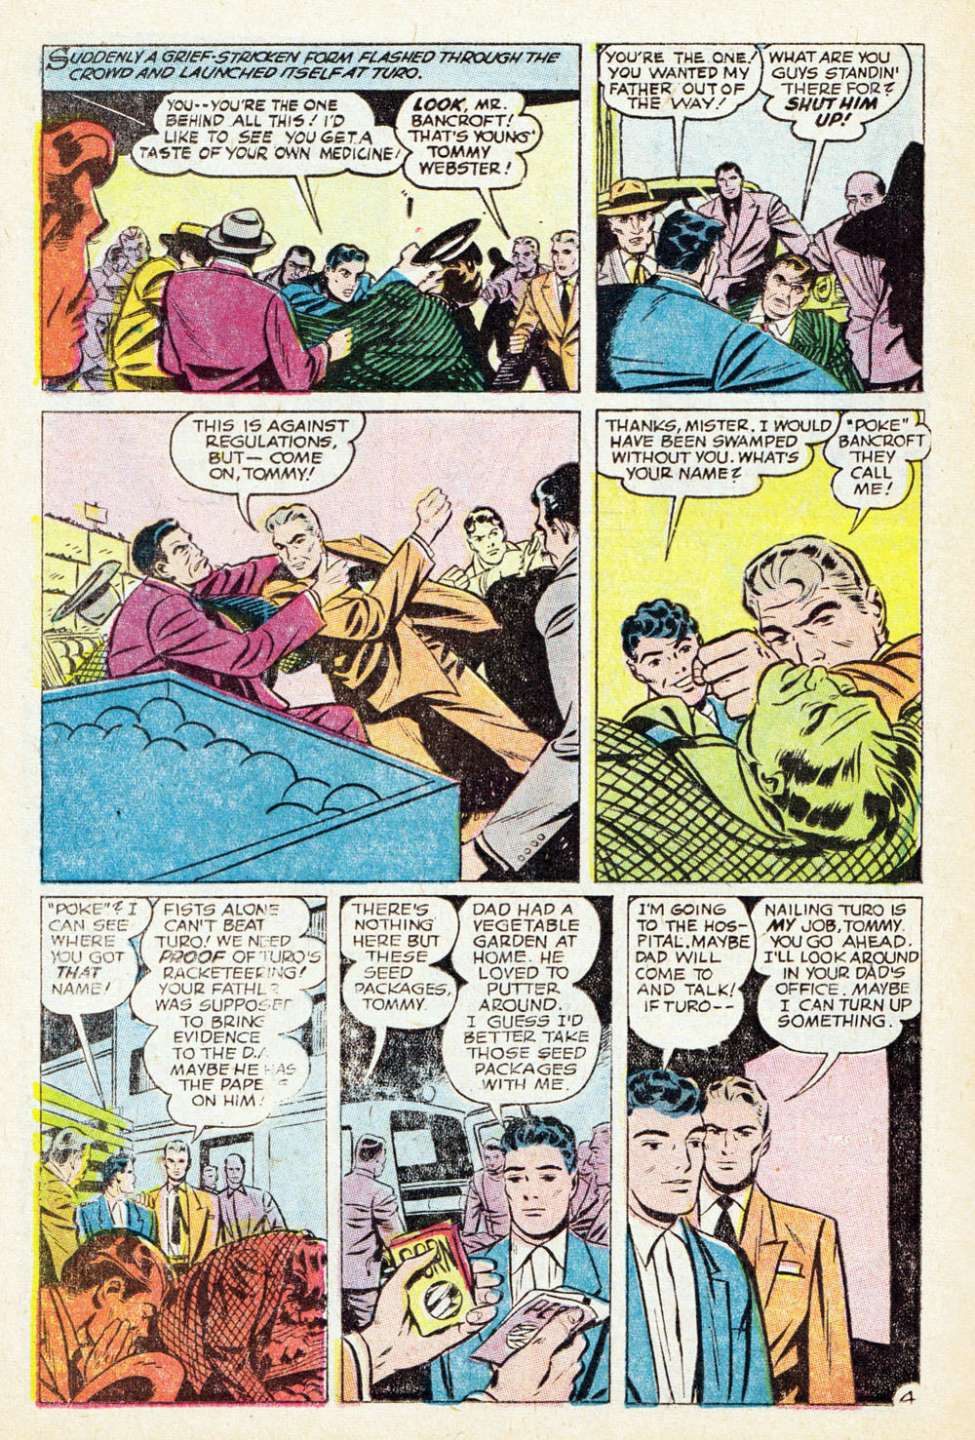 SUDDENLY A GRIEF-STRICKEN FORM FLASHED THROUGH THE
CROWD AND LAUNCHED ITSELF AT TURO.
YOU--YOU'RE THE ONE
BEHIND ALL THIS! I'D
LIKE TO SEE YOU GET A
TASTE OF YOUR OWN MEDICINE!
LOOK, MR.
BANCROFT!
THAT'S YOUNG
TOMMY
WEBSTER!
YOU'RE THE ONE!
YOU WANTED MY
FATHER OUT OF
THE WAY!
WHAT ARE YOU
GUYS STANDIN'
THERE FOR?
SHUT HIM
UP!
THIS IS AGAINST
REGULATIONS,
BUT— COME
ON, TOMMY!
THANKS, MISTER. I WOULD
HAVE BEEN SWAMPED
WITHOUT YOU. WHAT'S
YOUR NAME?
"POKE"
BANCROFT
THEY
CALL
ME!
"POKE"? I
CAN SEE
WHERE
YOU GOT
THAT
NAME!
FISTS ALONE
CAN'T BEAT
TURO! WE NEED
PROOF OF TURO'S
RACKETEERING!
YOUR FATHER
WAS SUPPOSED
TO BRING
EVIDENCE
TO THE D.A.
MAYBE HE HAS
THE PAPERS
ON HIM!
THERE'S
NOTHING
HERE BUT
THESE
SEED
PACKAGES,
TOMMY.
DAD HAD A
VEGETABLE
GARDEN AT
HOME. HE
LOVED TO
PUTTER
AROUND.
I GUESS I'D
BETTER TAKE
THOSE SEED
PACKAGES
WITH ME.
CORN
I'M GOING
TO THE HOS-
PITAL. MAYBE
DAD WILL
COME TO
AND TALK!
IF TURO--
NAILING TURO IS
MY JOB, TOMMY.
YOU GO AHEAD.
I'LL LOOK AROUND
IN YOUR DAD'S
OFFICE. MAYBE
I CAN TURN UP
SOMETHING.
4